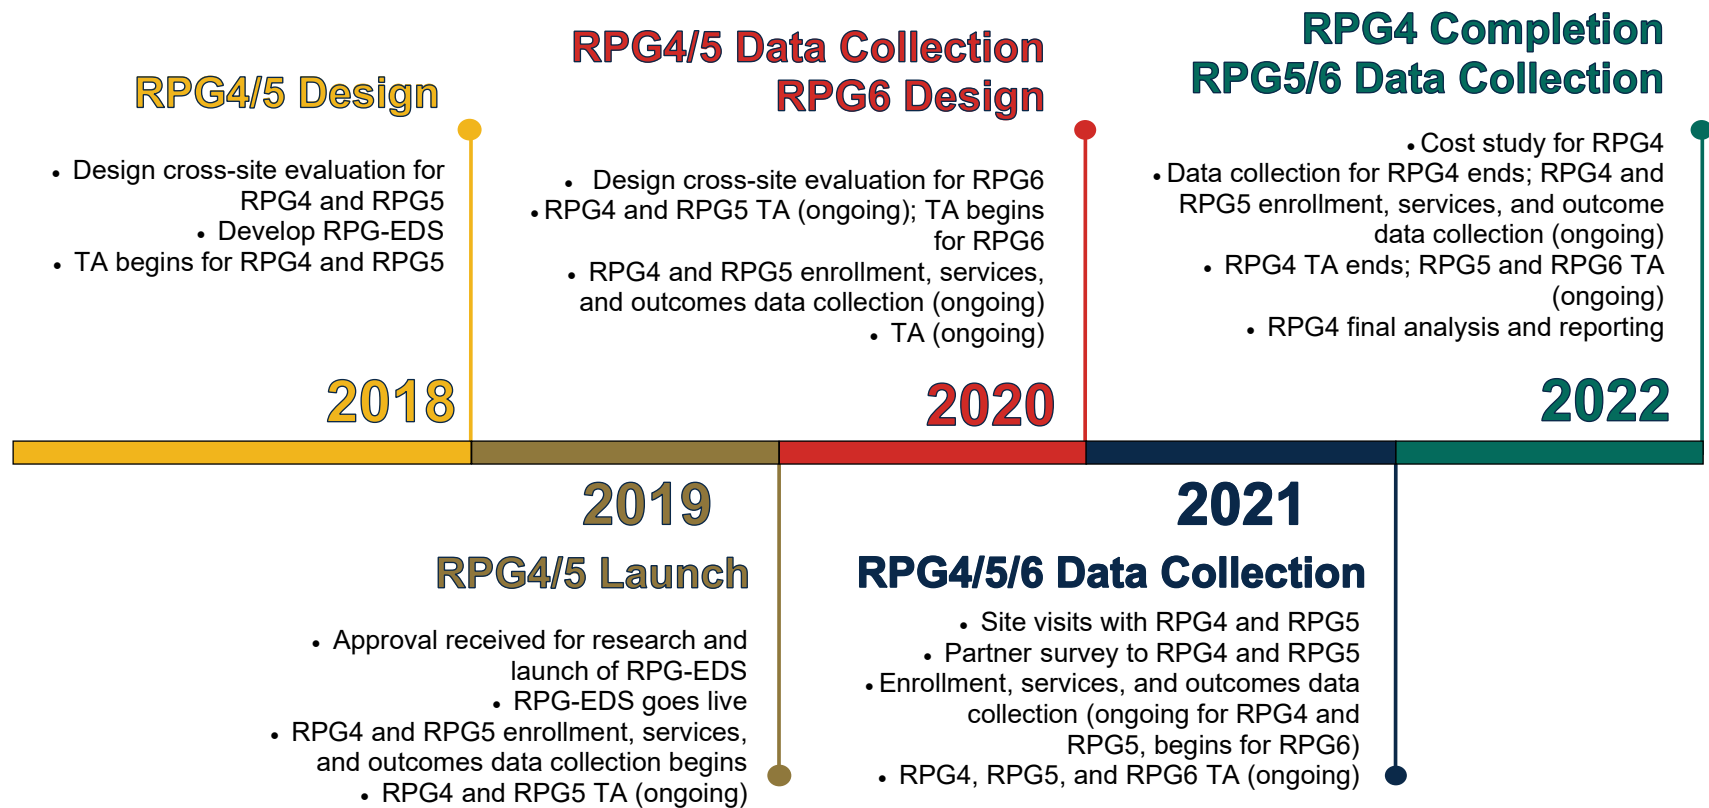 RPG4/5 Design
• Design cross-site evaluation for
RPG4 and RPG5
• Develop RPG-EDS
• TA begins for RPG4 and RPG5
2018
2019
RPG4/5 Launch
• Approval received for research and
launch of RPG-EDS
• RPG-EDS goes live
• RPG4 and RPG5 enrollment, services,
and outcomes data collection begins
• RPG4 and RPG5 TA (ongoing)
RPG4/5 Data Collection
RPG6 Design
• Design cross-site evaluation for RPG6
• RPG4 and RPG5 TA (ongoing); TA begins
for RPG6
• RPG4 and RPG5 enrollment, services,
and outcomes data collection (ongoing)
• TA (ongoing)
2020
2021
RPG4/5/6 Data Collection
• Site visits with RPG4 and RPG5
• Partner survey to RPG4 and RPG5
• Enrollment, services, and outcomes data
collection (ongoing for RPG4 and
RPG5, begins for RPG6)
• RPG4, RPG5, and RPG6 TA (ongoing)
RPG4 Completion
RPG5/6 Data Collection
• Cost study for RPG4
• Data collection for RPG4 ends; RPG4 and
RPG5 enrollment, services, and outcome
data collection (ongoing)
• RPG4 TA ends; RPG5 and RPG6 TA
(ongoing)
• RPG4 final analysis and reporting
2022